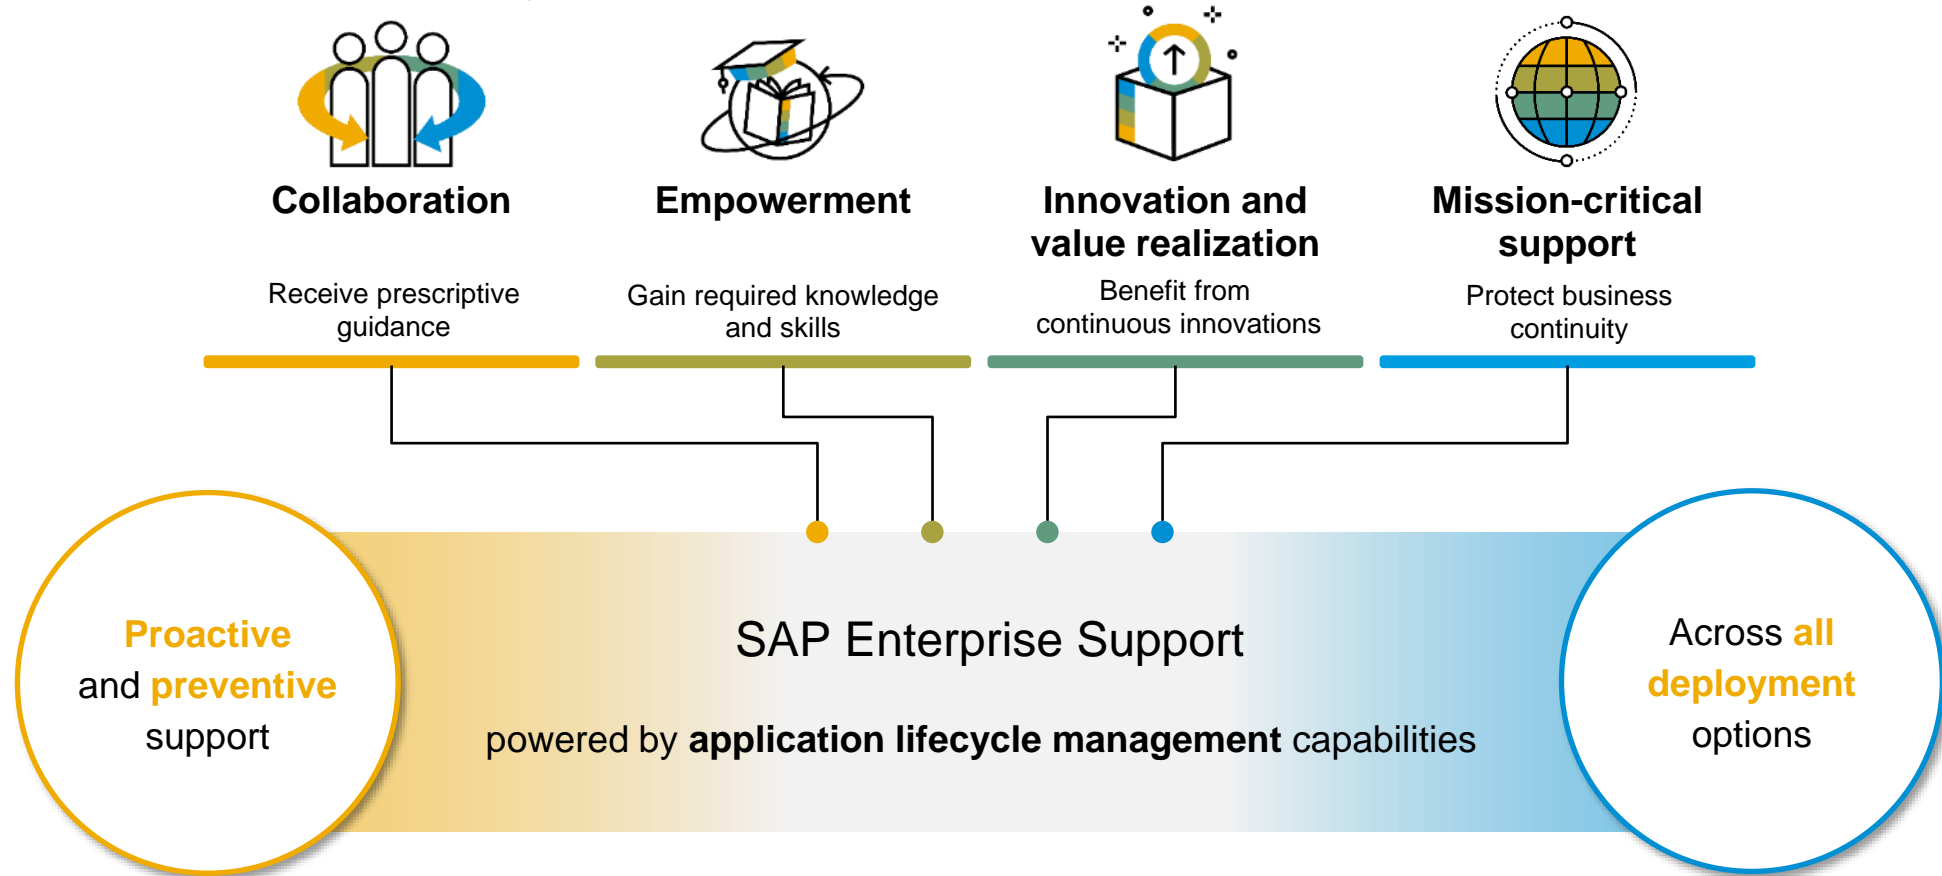 Collaboration
Receive prescriptive
guidance
Empowerment
Gain required knowledge
and skills
Innovation and
value realization
Benefit from
continuous innovations
Mission-critical
support
Protect business
continuity
Proactive
and preventive
support
SAP Enterprise Support
powered by application lifecycle management capabilities
Across all
deployment
options